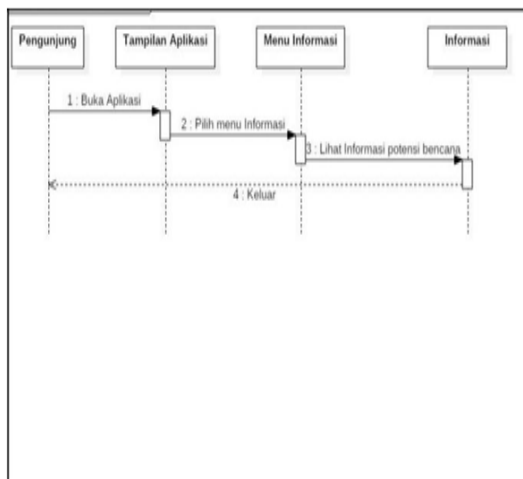 Pengunjung
Tampilan Aplikasi
Menu Informasi
Informasi
1 : Buka Aplikasi
2 : Pilih menu Informasi
3 : Lihat Informasi potensi bencana
4 : Keluar